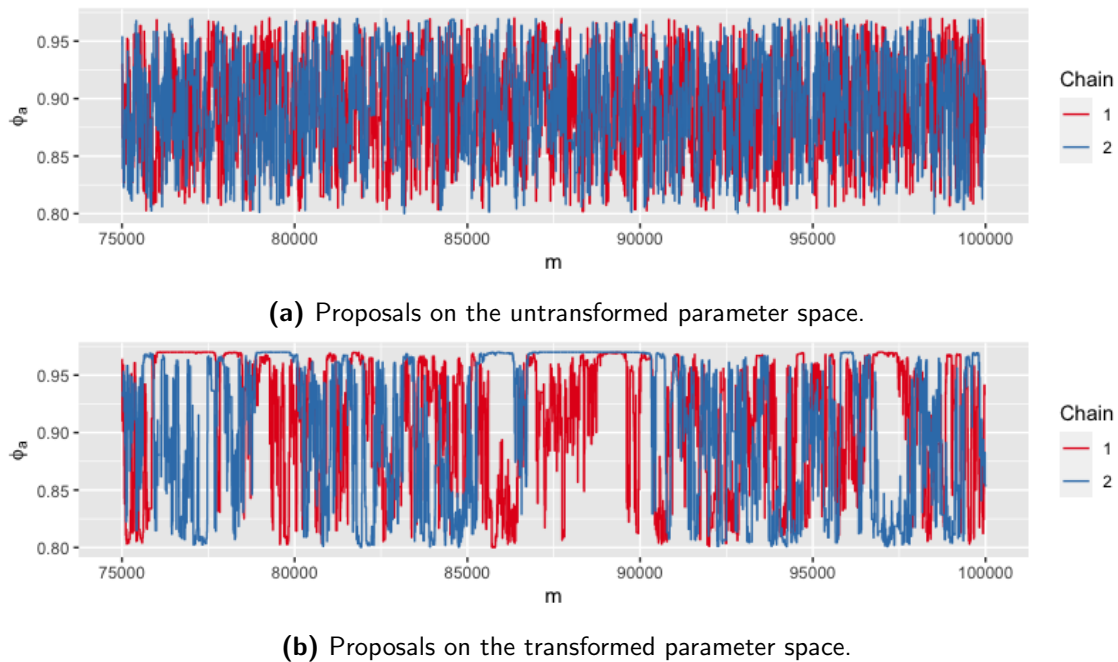 0.95
0.90
0.85
0.80
ϕa
75000 80000 85000 90000 95000 100000
m
Chain
1
2
(a) Proposals on the untransformed parameter space.
0.95
0.90
0.85
0.80
ϕa
75000 80000 85000 90000 95000 100000
m
Chain
1
2
(b) Proposals on the transformed parameter space.